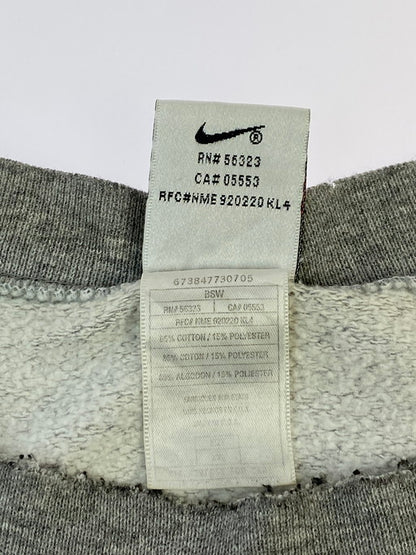 ®
RN# 56323
CA# 05553
RFC#NME 920220 KL4
673847730705
BSW
RN# 56323 CA# 05553
RFC# NME 920220 KL4
85% COTTON / 15% POLYESTER
85% COTON / 15% POLYESTER
85% ALGODON / 15% POLIESTER